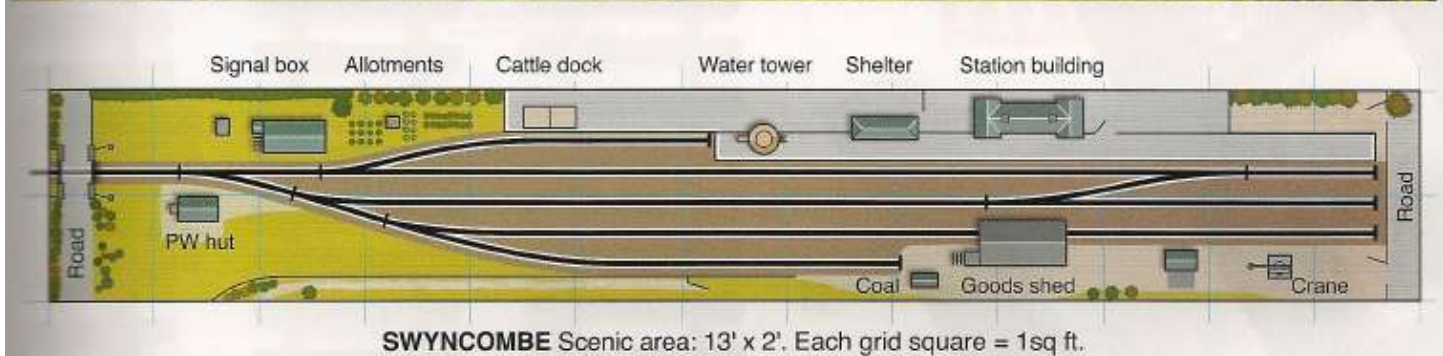 Signal box Allotments Cattle dock Water tower Shelter Station building
Road
PW hut
Coal
Goods shed
Crane
Road
SWYNCOMBE Scenic area: 13' x 2'. Each grid square = 1sq ft.